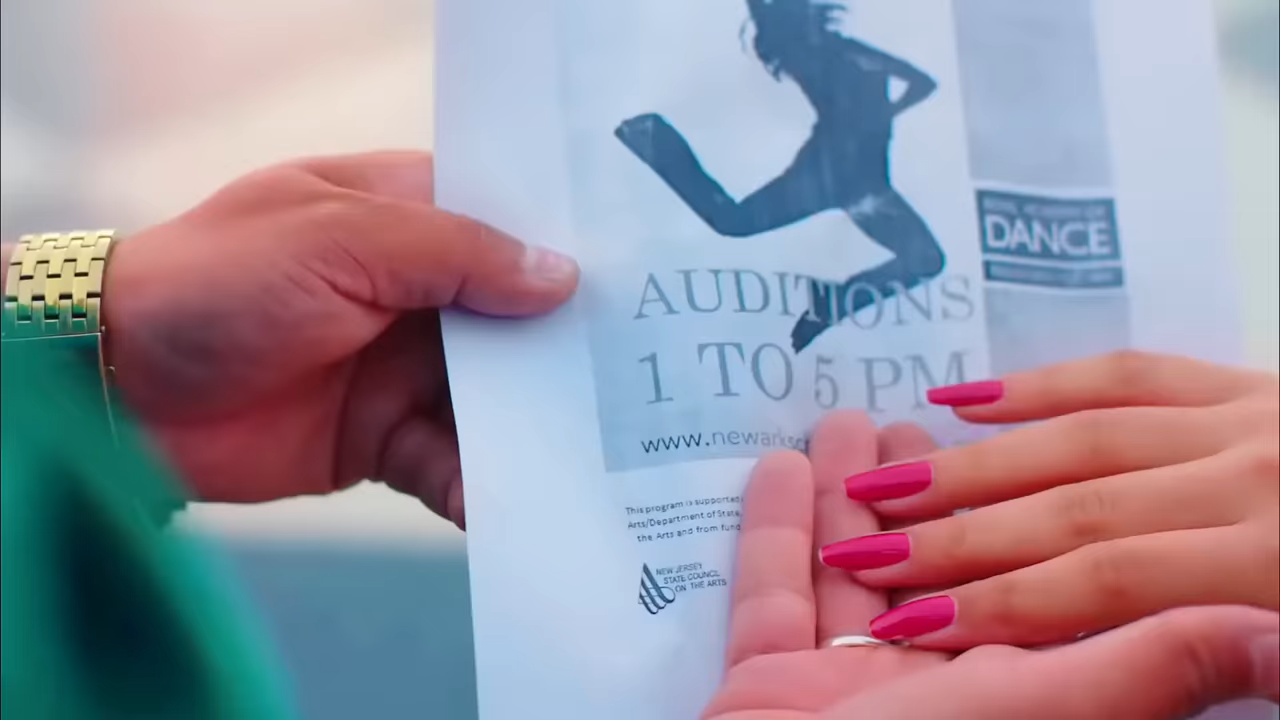 DANCE
AUDITIONS
1 TO 5 PM
www.newarksc
This program is supported
Arts/Department of State,
the Arts and from fund
NEW JERSEY
STATE COUNCIL
ON THE ARTS